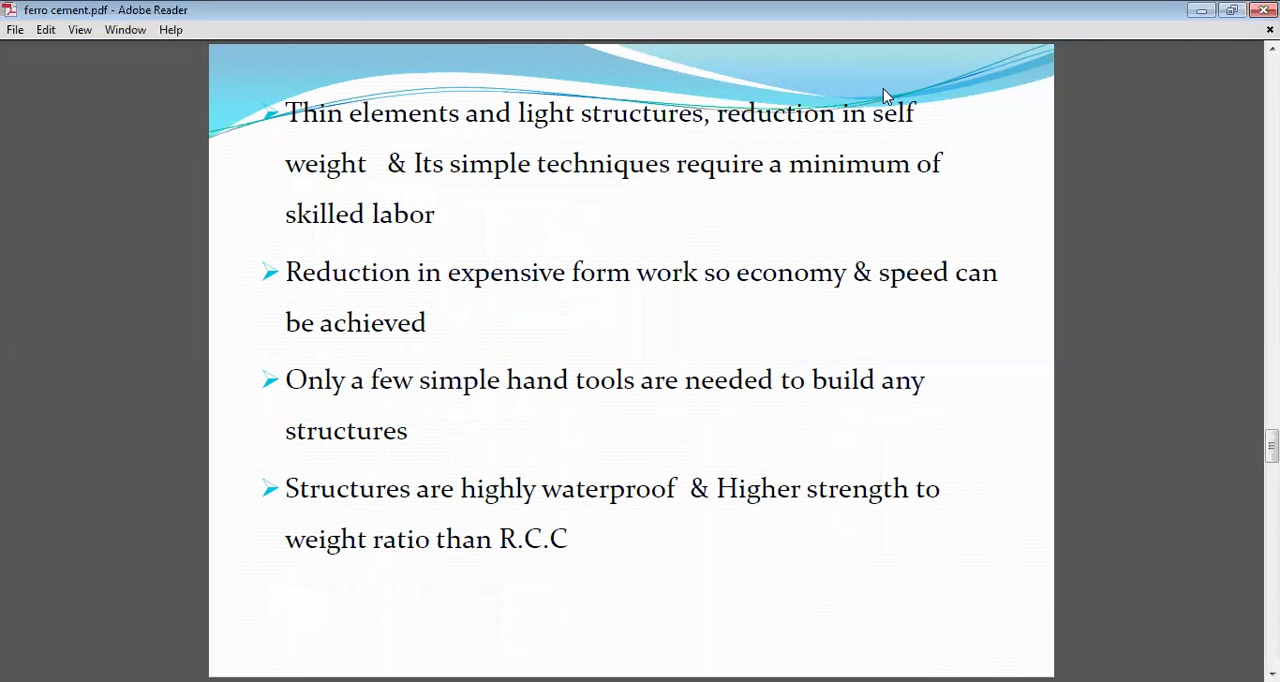 ferro cement.pdf - Adobe Reader
File Edit View Window Help
Thin elements and light structures, reduction in self
weight & Its simple techniques require a minimum of
skilled labor
Reduction in expensive form work so economy & speed can
be achieved
Only a few simple hand tools are needed to build any
structures
Structures are highly waterproof & Higher strength to
weight ratio than R.C.C